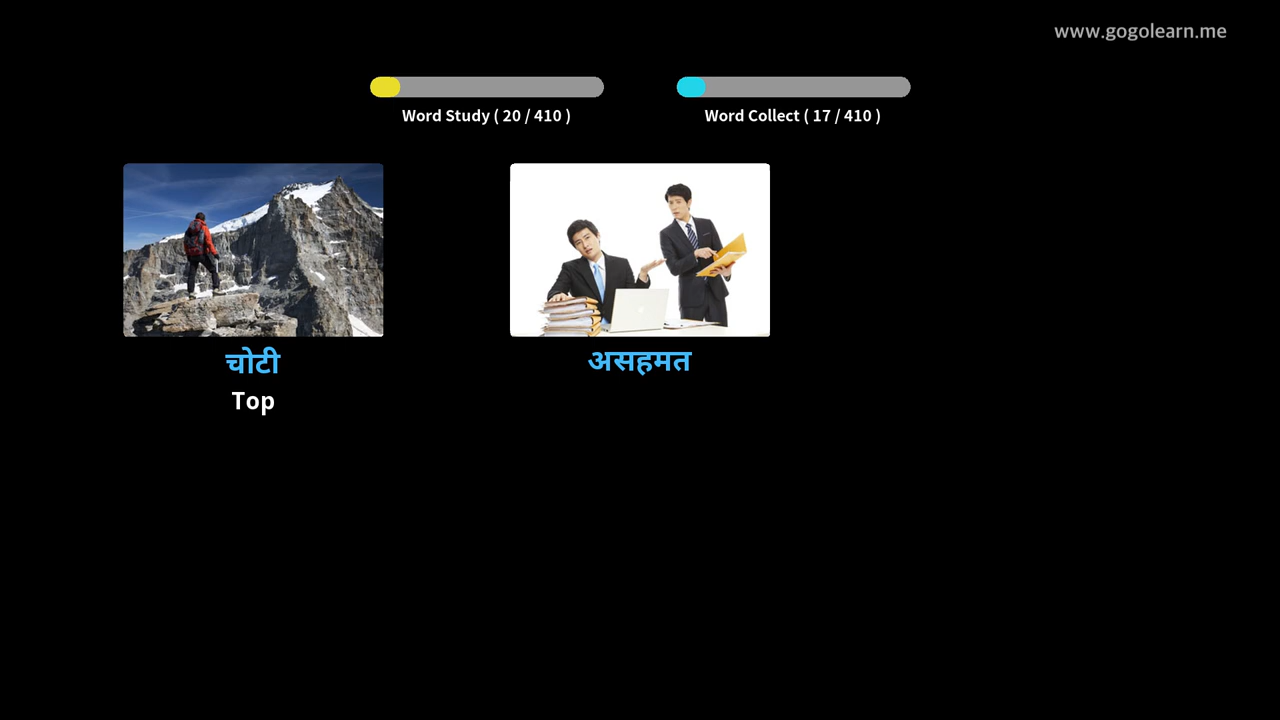 www.gogolearn.me
Word Study ( 20 / 410 )
Word Collect ( 17 / 410 )
चोटी
Top
असहमत